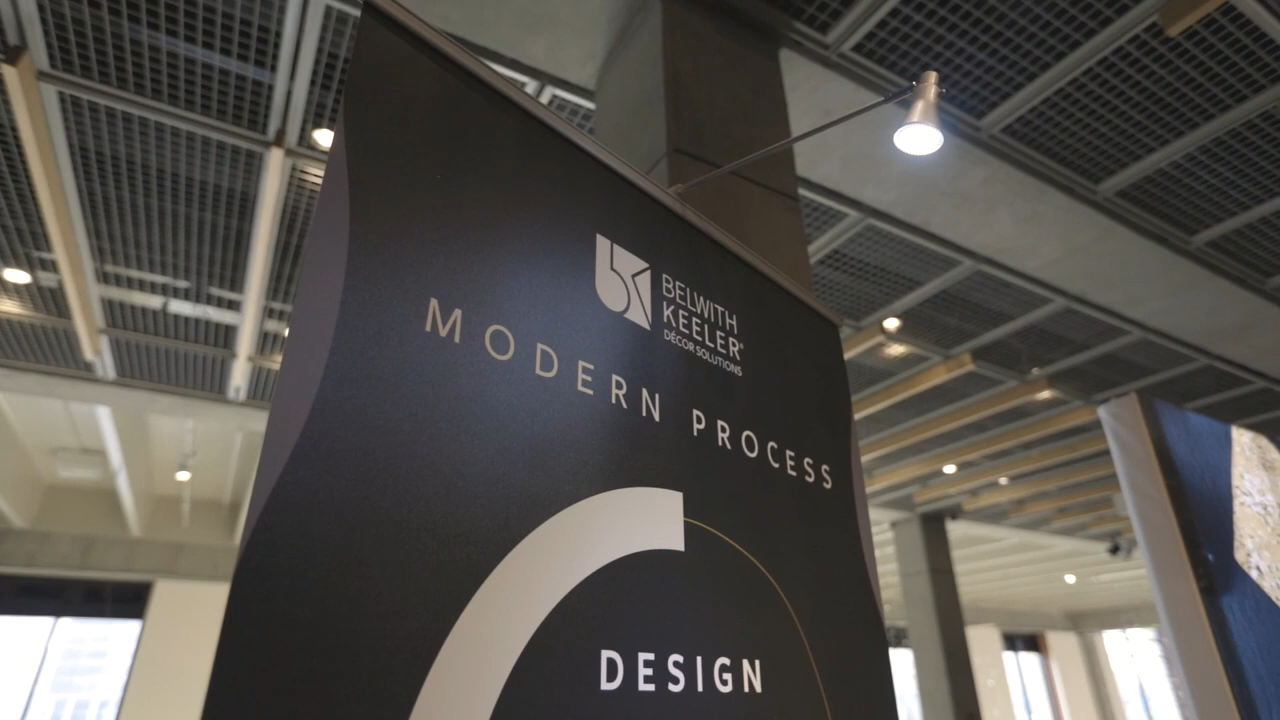 BELWITH
KEELER®
DÉCOR SOLUTIONS
MODERN PROCESS
DESIGN